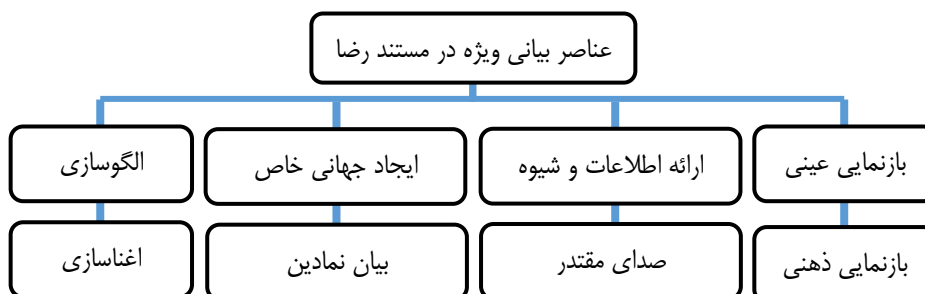 عناصر بیانی ویژه در مستند رضا
بازنمایی عینی
ارائه اطلاعات و شیوه
ایجاد جهانی خاص
الگوسازی
بازنمایی ذهنی
صدای مقتدر
بیان نمادین
اغناسازی